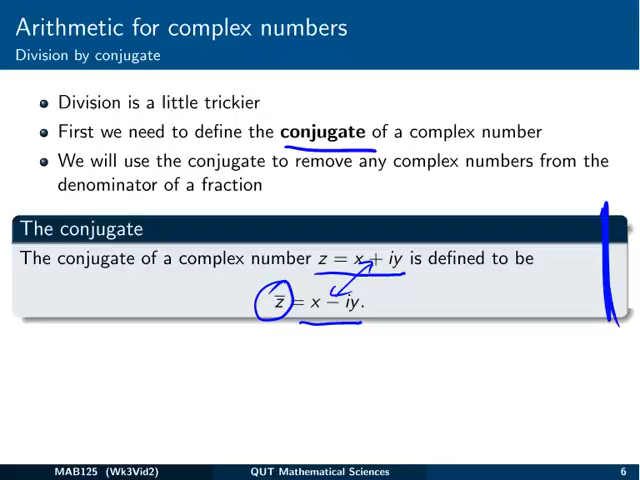 Arithmetic for complex numbers
Division by conjugate
Division is a little trickier
First we need to define the conjugate of a complex number
We will use the conjugate to remove any complex numbers from the
denominator of a fraction
The conjugate
The conjugate of a complex number z = x + iy is defined to be
z̅ = x − iy.
MAB125 (Wk3Vid2) QUT Mathematical Sciences 6